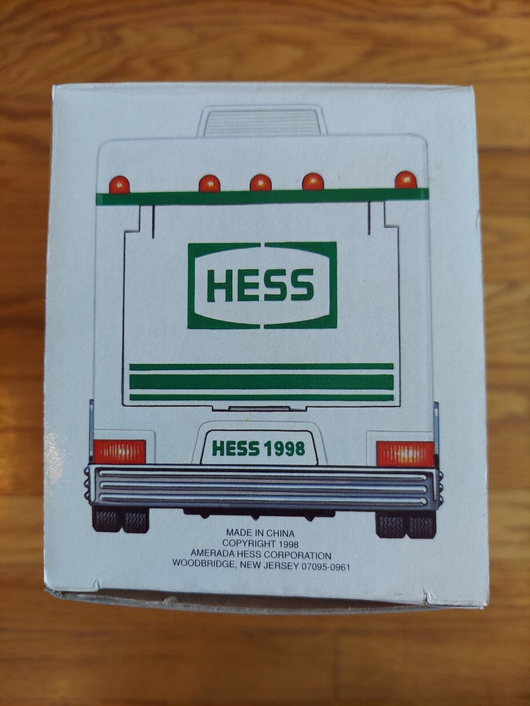 HESS
HESS 1998
MADE IN CHINA
COPYRIGHT 1998
AMERADA HESS CORPORATION
WOODBRIDGE, NEW JERSEY 07095-0961